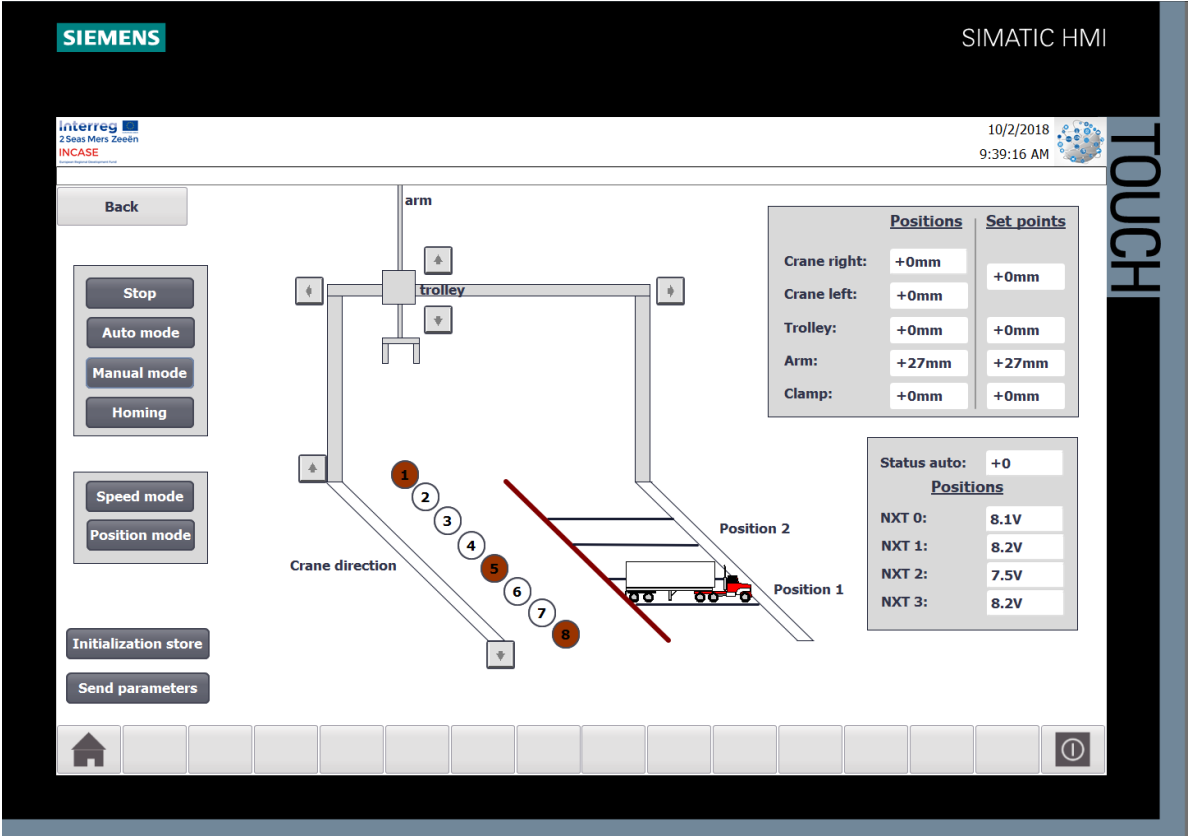 SIEMENS
SIMATIC HMI
TOUCH
Interreg
2 Seas Mers Zeeën
INCASE
10/2/2018
9:39:16 AM
Back
arm
trolley
Stop
Auto mode
Manual mode
Homing
Speed mode
Position mode
Initialization store
Send parameters
Crane direction
1
2
3
4
5
6
7
8
Position 2
Position 1
Positions Set points
Crane right: +0mm
+0mm
Crane left: +0mm
Trolley: +0mm +0mm
Arm: +27mm +27mm
Clamp: +0mm +0mm
Status auto: +0
Positions
NXT 0: 8.1V
NXT 1: 8.2V
NXT 2: 7.5V
NXT 3: 8.2V